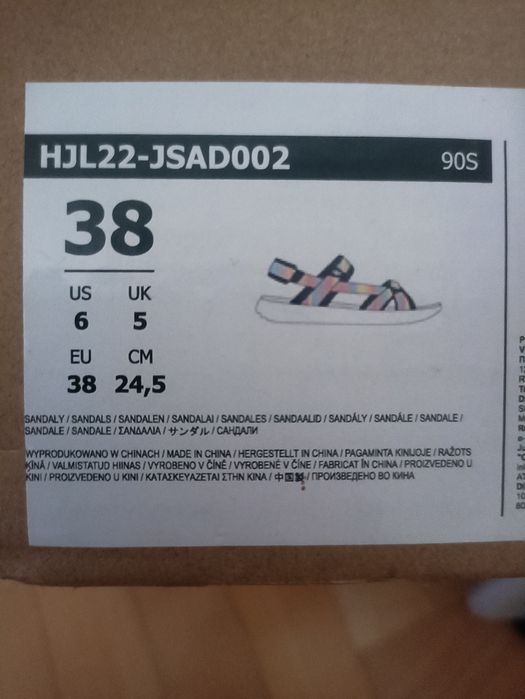 HJL22-JSAD002 90S
38
US UK
6 5
EU CM
38 24,5
SANDALY / SANDALS / SANDALEN / SANDALAI / SANDALES / SANDAALID / SANDÁLY / SANDÁLE / SANDALE /
SANDALE / SANDALE / ΣΑΝΔΑΛΙΑ / サンダル / САНДАЛИ
WYPRODUKOWANO W CHINACH / MADE IN CHINA / HERGESTELLT IN CHINA / PAGAMINTA KINIJOJE / RAŽOTS
ĶĪNĀ / VALMISTATUD HIINAS / VYROBENO V ČÍNĚ / VYROBENÉ V ČÍNE / FABRICAT ÎN CHINA / PROIZVEDENO U
KINI / PROIZVEDENO U KINI / ΚΑΤΑΣΚΕΥΑΖΕΤΑΙ ΣΤΗΝ ΚΙΝΑ / 中国 / ПРОИЗВЕДЕНО ВО КИНА